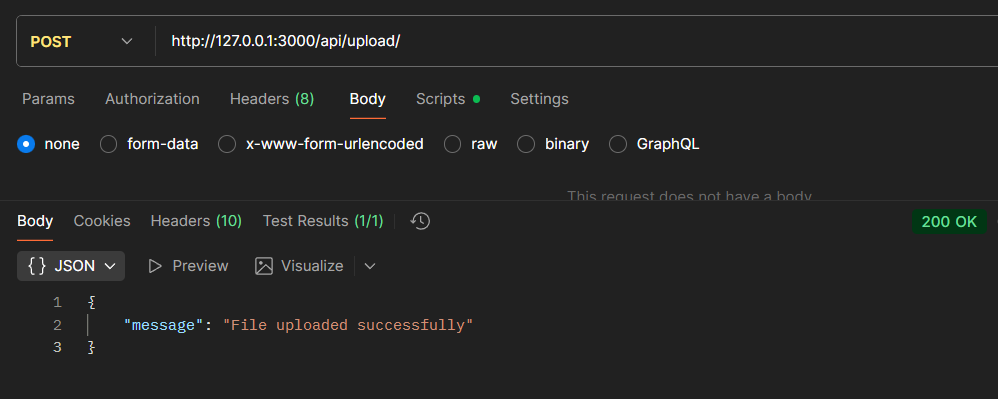 POST http://127.0.0.1:3000/api/upload/
Params Authorization Headers (8) Body Scripts Settings
none form-data x-www-form-urlencoded raw binary GraphQL
This request does not have a body
Body Cookies Headers (10) Test Results (1/1) 200 OK
{} JSON Preview Visualize
1 {
2 "message": "File uploaded successfully"
3 }